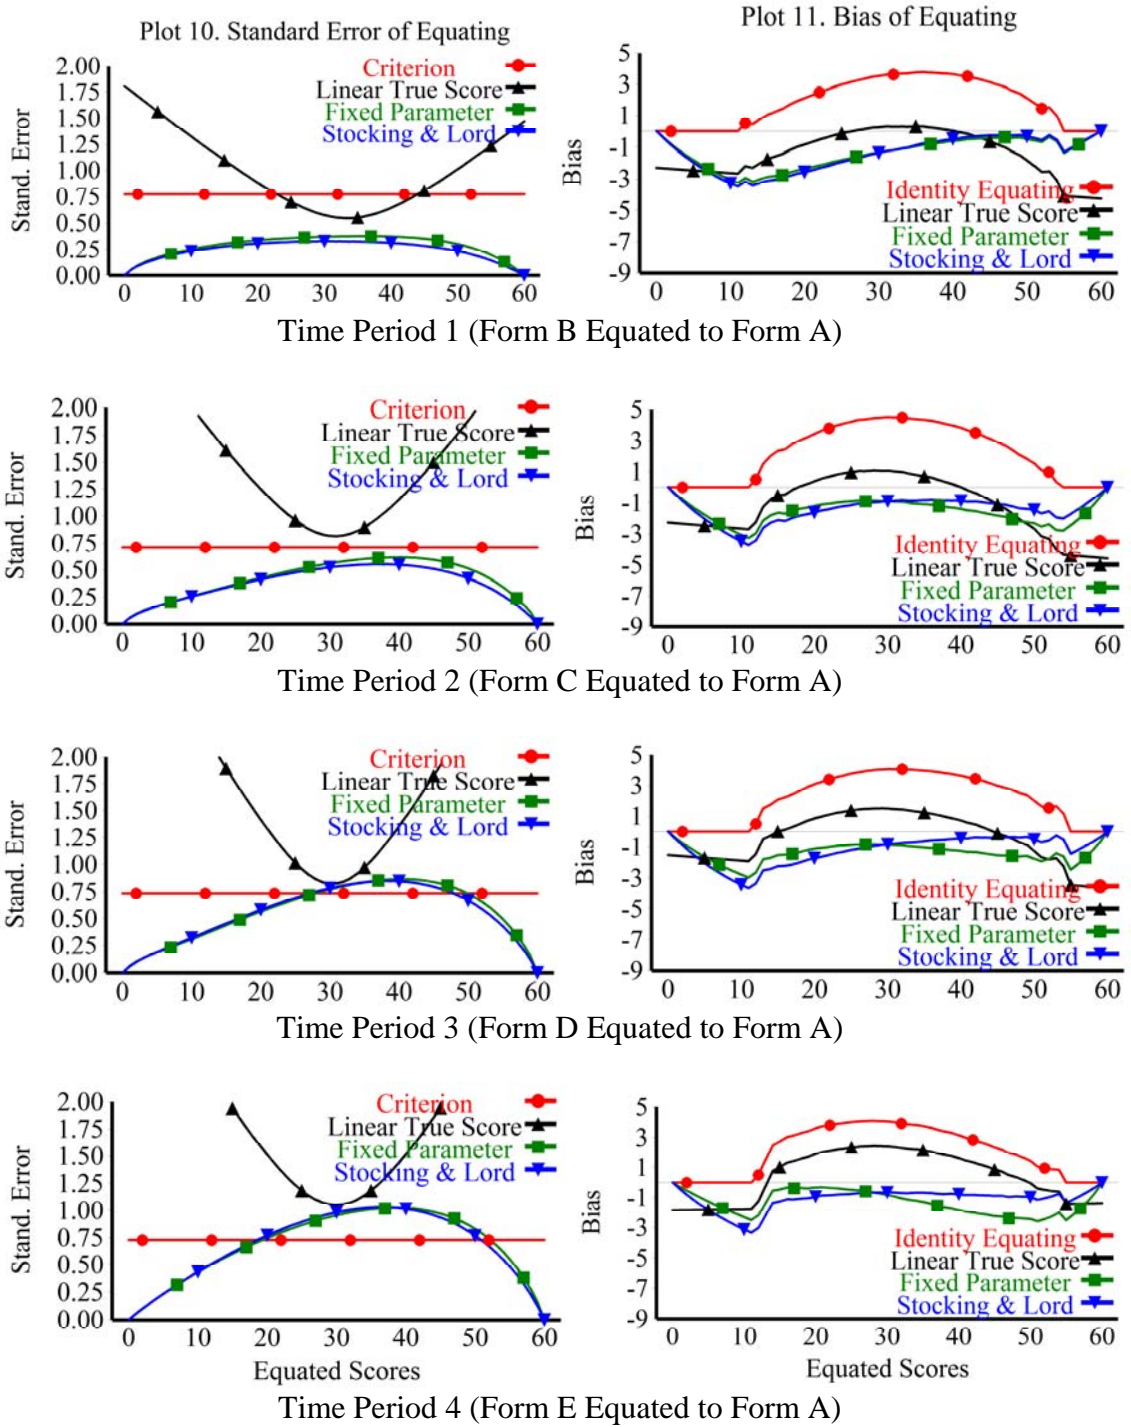 Plot 10. Standard Error of Equating
Stand. Error
2.00
1.75
1.50
1.25
1.00
0.75
0.50
0.25
0.00
Criterion
Linear True Score
Fixed Parameter
Stocking & Lord
0 10 20 30 40 50 60
Plot 11. Bias of Equating
Bias
5
3
1
-1
-3
-5
-7
-9
Identity Equating
Linear True Score
Fixed Parameter
Stocking & Lord
0 10 20 30 40 50 60
Time Period 1 (Form B Equated to Form A)
Stand. Error
2.00
1.75
1.50
1.25
1.00
0.75
0.50
0.25
0.00
Criterion
Linear True Score
Fixed Parameter
Stocking & Lord
0 10 20 30 40 50 60
Bias
5
3
1
-1
-3
-5
-7
-9
Identity Equating
Linear True Score
Fixed Parameter
Stocking & Lord
0 10 20 30 40 50 60
Time Period 2 (Form C Equated to Form A)
Stand. Error
2.00
1.75
1.50
1.25
1.00
0.75
0.50
0.25
0.00
Criterion
Linear True Score
Fixed Parameter
Stocking & Lord
0 10 20 30 40 50 60
Bias
5
3
1
-1
-3
-5
-7
-9
Identity Equating
Linear True Score
Fixed Parameter
Stocking & Lord
0 10 20 30 40 50 60
Time Period 3 (Form D Equated to Form A)
Stand. Error
2.00
1.75
1.50
1.25
1.00
0.75
0.50
0.25
0.00
Criterion
Linear True Score
Fixed Parameter
Stocking & Lord
0 10 20 30 40 50 60
Equated Scores
Bias
5
3
1
-1
-3
-5
-7
-9
Identity Equating
Linear True Score
Fixed Parameter
Stocking & Lord
0 10 20 30 40 50 60
Equated Scores
Time Period 4 (Form E Equated to Form A)